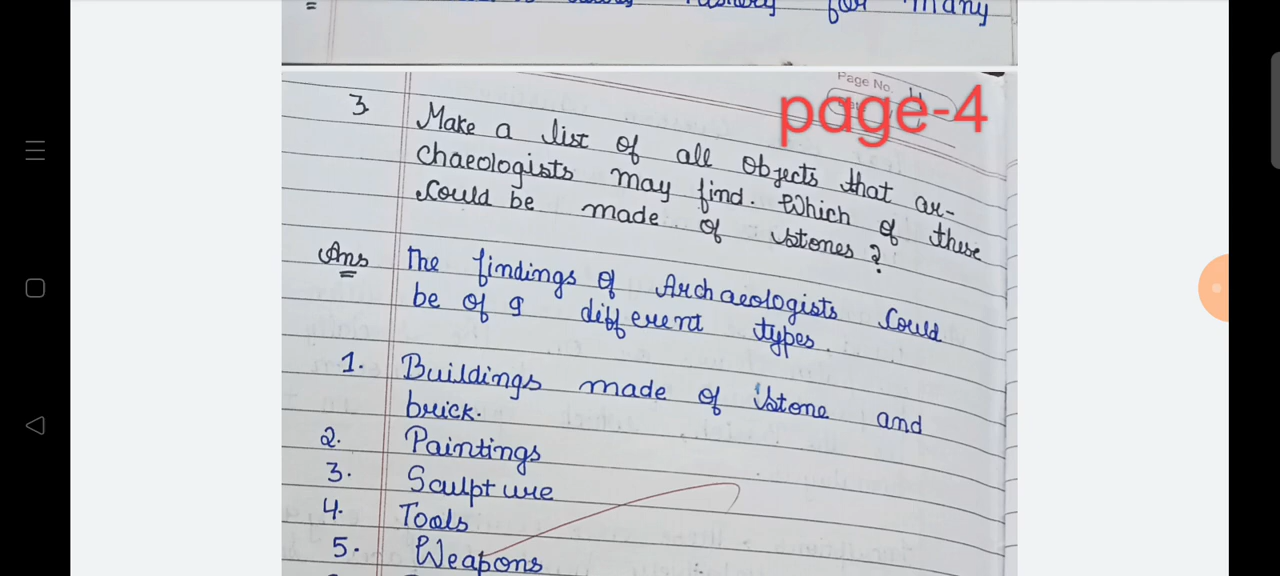 for many
=
Page No. 4
page-4
3 Make a list of all objects that ar-
chaeologists may find. Which of these
could be made of stones?
Ans The findings of Archaeologists could
be of 9 different types.
1. Buildings made of stone and
brick.
2. Paintings
3. Sculpture
4. Tools
5. Weapons